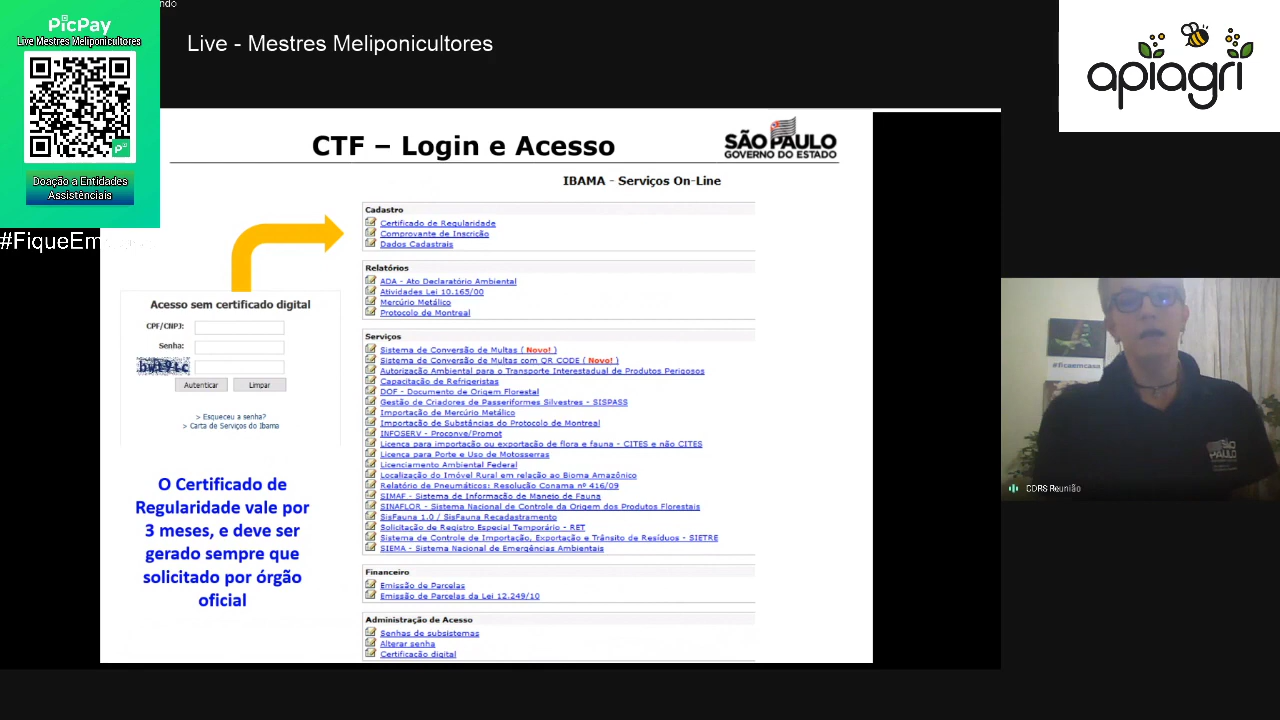 ndo
PicPay
Live Mestres Meliponicultores
Doação a Entidades
Assistênciais
#FiqueEm
Live - Mestres Meliponicultores
apiagri
CTF – Login e Acesso
SÃO PAULO
GOVERNO DO ESTADO
IBAMA - Serviços On-Line
Acesso sem certificado digital
CPF/CNPJ:
Senha:
Autenticar
Limpar
> Esqueceu a senha?
> Carta de Serviços do Ibama
O Certificado de
Regularidade vale por
3 meses, e deve ser
gerado sempre que
solicitado por órgão
oficial
Cadastro
Certificado de Regularidade
Comprovante de Inscrição
Dados Cadastrais
Relatórios
ADA - Ato Declaratório Ambiental
Atividades Lei 10.165/00
Mercúrio Metálico
Protocolo de Montreal
Serviços
Sistema de Conversão de Multas ( Novo! )
Sistema de Conversão de Multas com QR CODE ( Novo! )
Autorização Ambiental para o Transporte Interestadual de Produtos Perigosos
Capacitação de Refrigeristas
DOF - Documento de Origem Florestal
Gestão de Criadores de Passeriformes Silvestres - SISPASS
Importação de Mercúrio Metálico
Importação de Substâncias do Protocolo de Montreal
INFOSERV - Proconve/Promot
Licença para importação ou exportação de flora e fauna - CITES e não CITES
Licença para Porte e Uso de Motosserras
Licenciamento Ambiental Federal
Localização do Imóvel Rural em relação ao Bioma Amazônico
Relatório de Pneumáticos: Resolução Conama nº 416/09
SIMAF - Sistema de Informação de Manejo de Fauna
SINAFLOR - Sistema Nacional de Controle da Origem dos Produtos Florestais
SisFauna 1.0 / SisFauna Recadastramento
Solicitação de Registro Especial Temporário - RET
Sistema de Controle de Importação, Exportação e Trânsito de Resíduos - SIETRE
SIEMA - Sistema Nacional de Emergências Ambientais
Financeiro
Emissão de Parcelas
Emissão de Parcelas da Lei 12.249/10
Administração de Acesso
Senhas de subsistemas
Alterar senha
Certificação digital
#fiqueemcasa
SÃO PAULO
CDRS Reunião